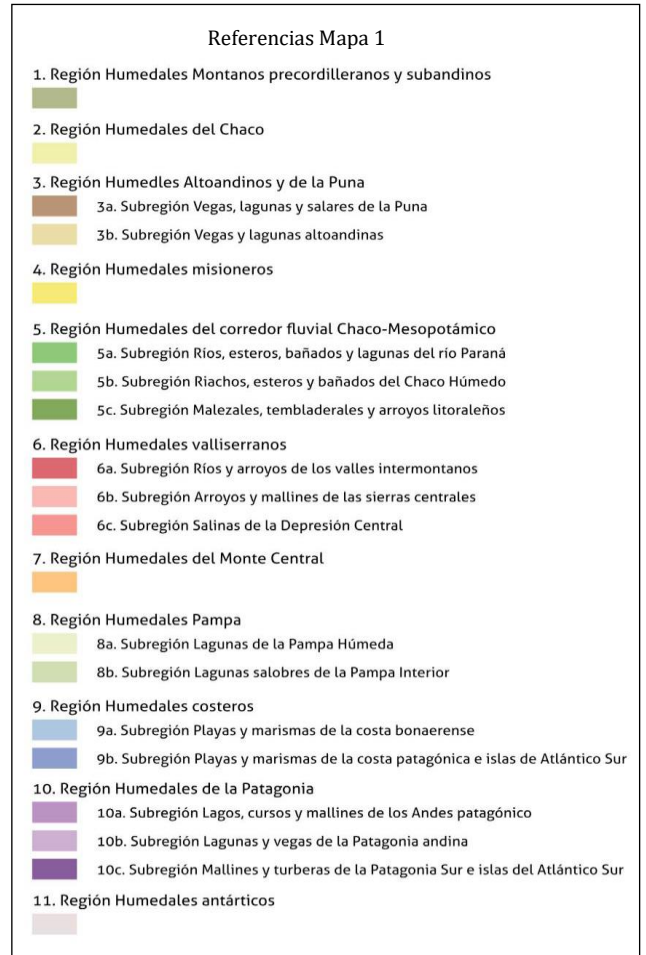 Referencias Mapa 1
1. Región Humedales Montanos precordilleranos y subandinos
2. Región Humedales del Chaco
3. Región Humedles Altoandinos y de la Puna
3a. Subregión Vegas, lagunas y salares de la Puna
3b. Subregión Vegas y lagunas altoandinas
4. Región Humedales misioneros
5. Región Humedales del corredor fluvial Chaco-Mesopotámico
5a. Subregión Ríos, esteros, bañados y lagunas del río Paraná
5b. Subregión Riachos, esteros y bañados del Chaco Húmedo
5c. Subregión Malezales, tembladerales y arroyos litoraleños
6. Región Humedales valliserranos
6a. Subregión Ríos y arroyos de los valles intermontanos
6b. Subregión Arroyos y mallines de las sierras centrales
6c. Subregión Salinas de la Depresión Central
7. Región Humedales del Monte Central
8. Región Humedales Pampa
8a. Subregión Lagunas de la Pampa Húmeda
8b. Subregión Lagunas salobres de la Pampa Interior
9. Región Humedales costeros
9a. Subregión Playas y marismas de la costa bonaerense
9b. Subregión Playas y marismas de la costa patagónica e islas de Atlántico Sur
10. Región Humedales de la Patagonia
10a. Subregión Lagos, cursos y mallines de los Andes patagónico
10b. Subregión Lagunas y vegas de la Patagonia andina
10c. Subregión Mallines y turberas de la Patagonia Sur e islas del Atlántico Sur
11. Región Humedales antárticos